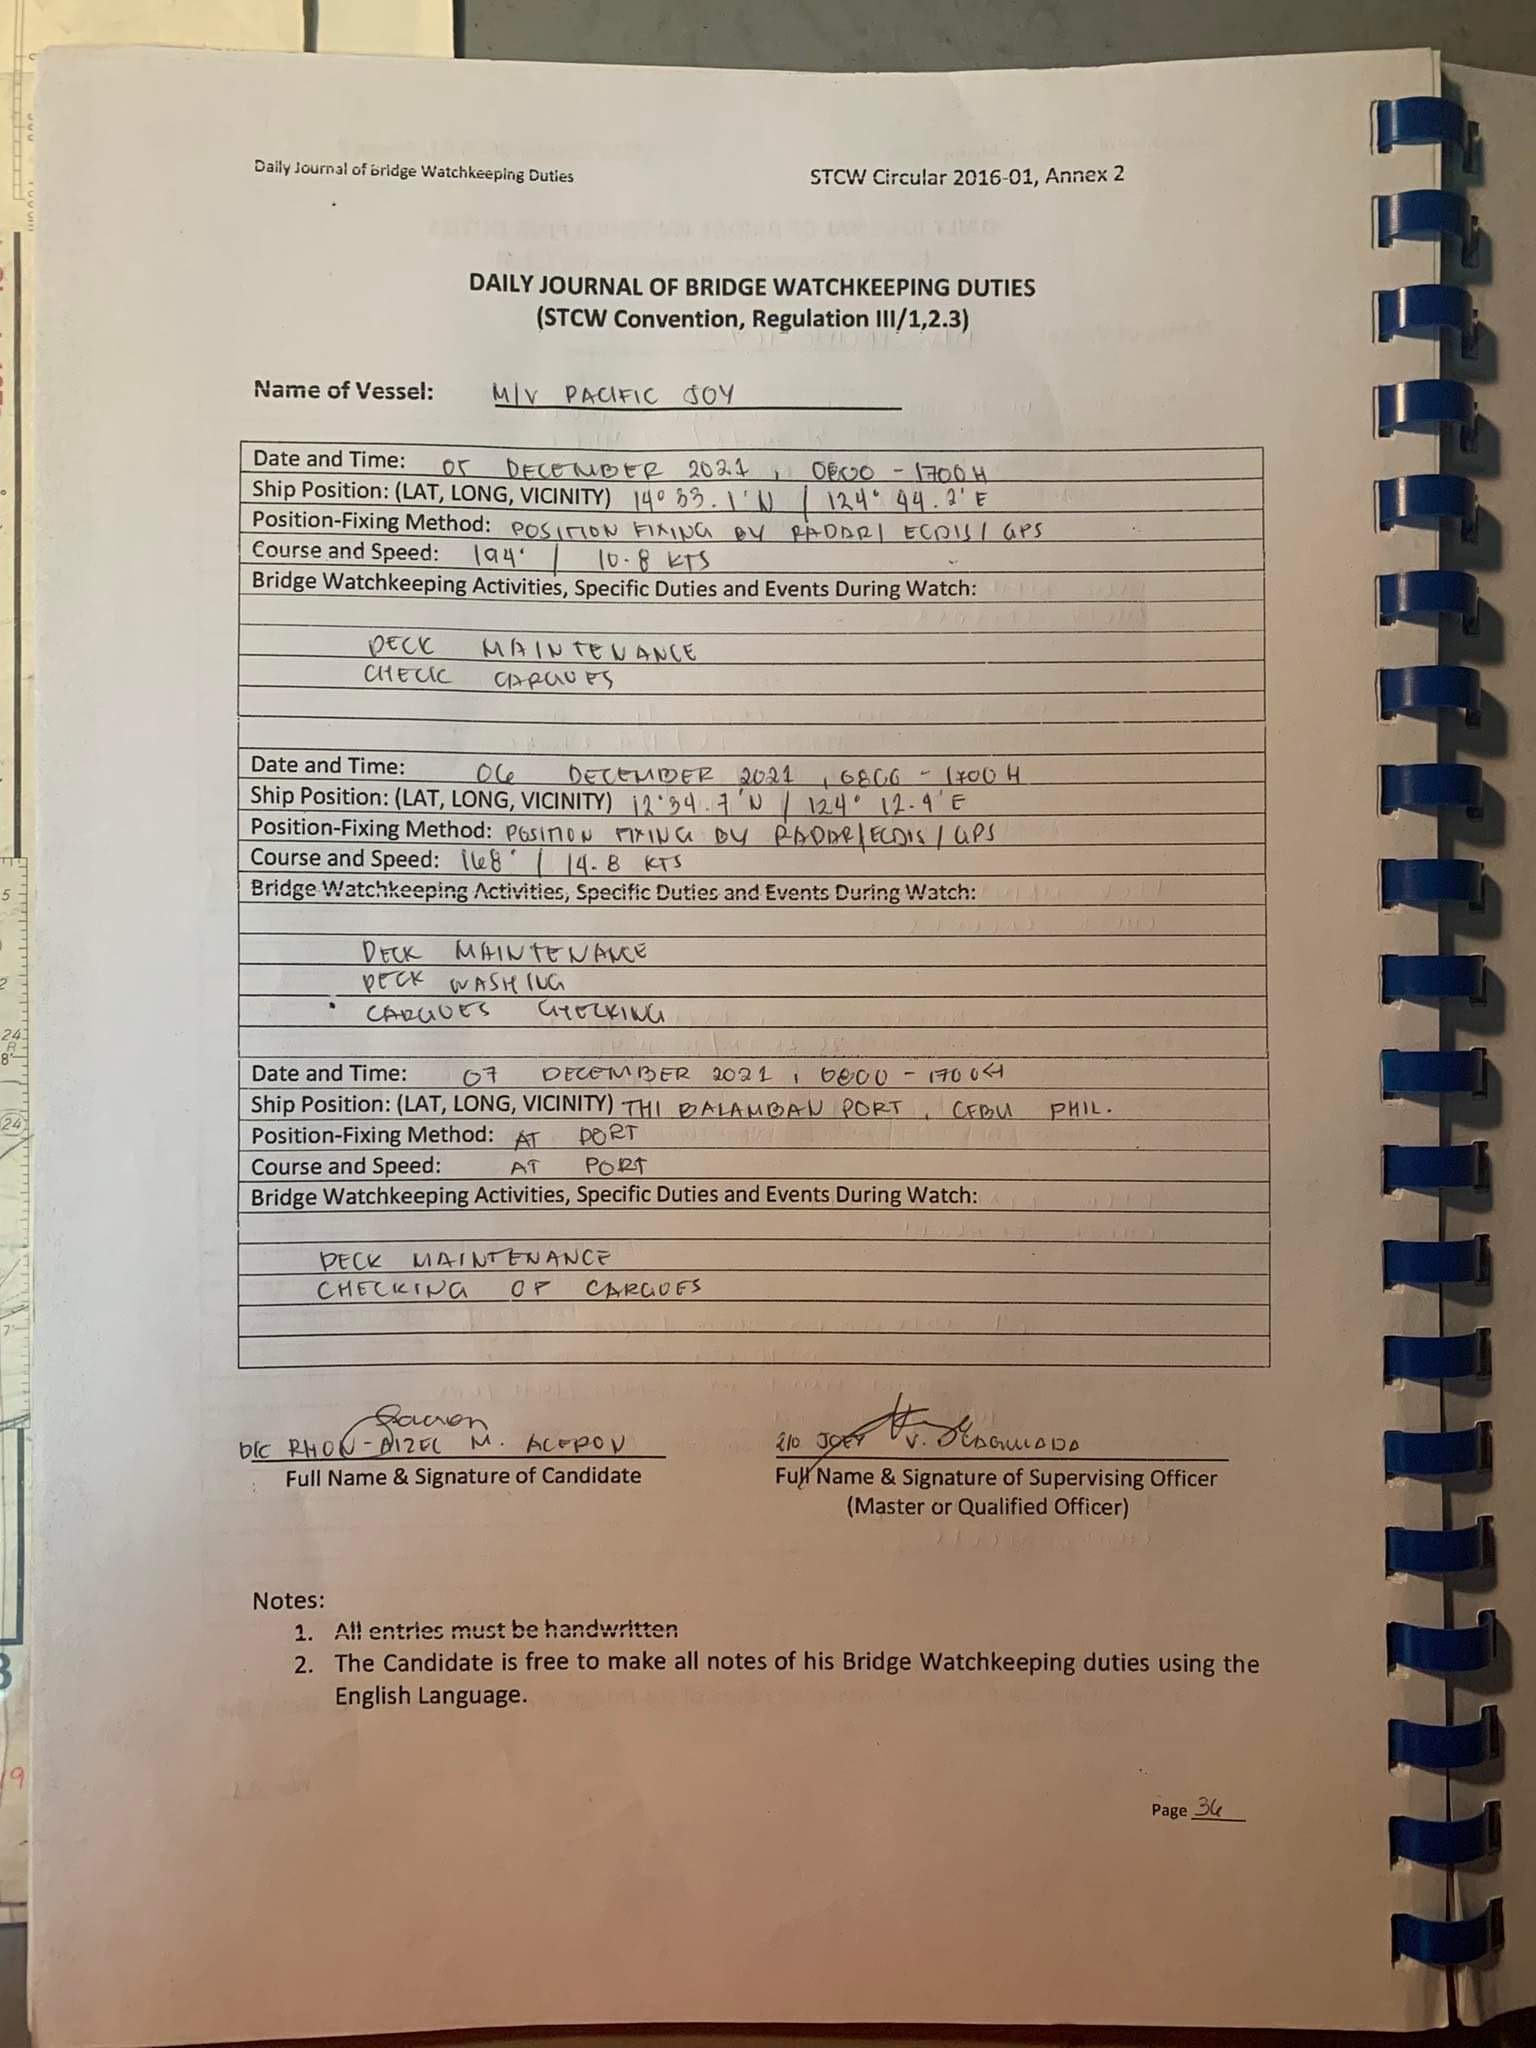 Daily Journal of Bridge Watchkeeping Duties
STCW Circular 2016-01, Annex 2
DAILY JOURNAL OF BRIDGE WATCHKEEPING DUTIES
(STCW Convention, Regulation III/1,2.3)
Name of Vessel: M/V PACIFIC JOY
Date and Time: 05 DECEMBER 2021, 0800 - 1700H
Ship Position: (LAT, LONG, VICINITY) 14° 33.1'N / 124° 44.2'E
Position-Fixing Method: POSITION FIXING BY RADAR/ ECDIS/ GPS
Course and Speed: 194° / 10.8 KTS
Bridge Watchkeeping Activities, Specific Duties and Events During Watch:
DECK MAINTENANCE
CHECK CARGOES
Date and Time: 06 DECEMBER 2021, 0800 - 1700H
Ship Position: (LAT, LONG, VICINITY) 12°34.7'N / 124° 12.9'E
Position-Fixing Method: POSITION FIXING BY RADAR/ECDIS/GPS
Course and Speed: 168° / 14.8 KTS
Bridge Watchkeeping Activities, Specific Duties and Events During Watch:
DECK MAINTENANCE
DECK WASHING
CARGOES CHECKING
Date and Time: 07 DECEMBER 2021, 0800 - 1700H
Ship Position: (LAT, LONG, VICINITY) THI BALAMBAN PORT, CEBU PHIL.
Position-Fixing Method: AT PORT
Course and Speed: AT PORT
Bridge Watchkeeping Activities, Specific Duties and Events During Watch:
DECK MAINTENANCE
CHECKING OF CARGOES
D/C RHON-AIZEL M. ACERON
2/O JOEY V.
Full Name & Signature of Candidate
Full Name & Signature of Supervising Officer
(Master or Qualified Officer)
Notes:
1. All entries must be handwritten
2. The Candidate is free to make all notes of his Bridge Watchkeeping duties using the
English Language.
Page 36